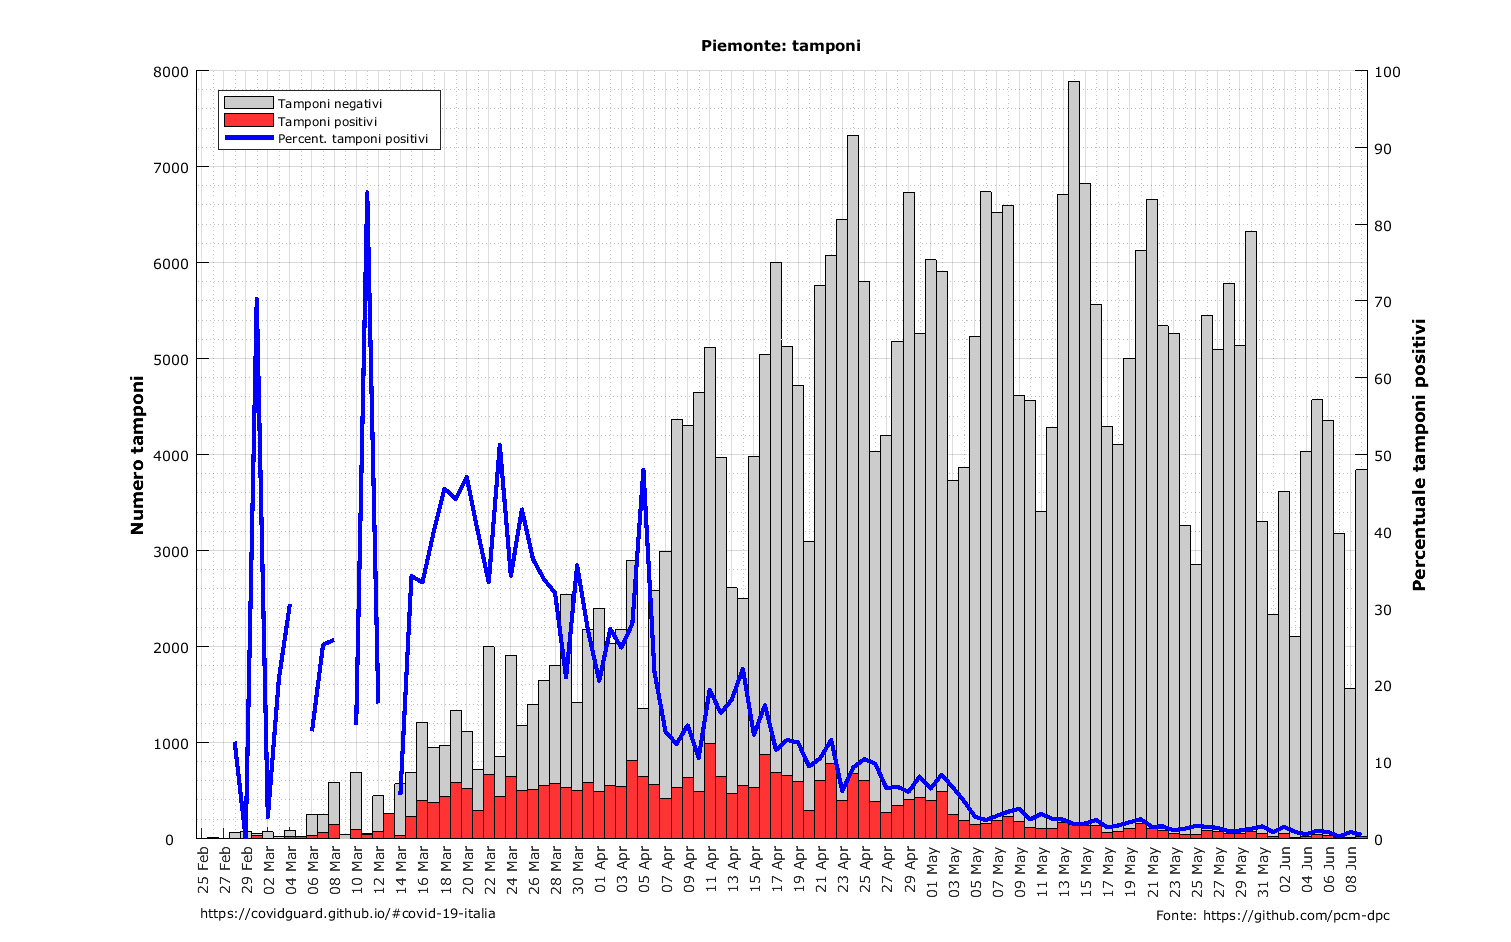 Piemonte: tamponi
Tamponi negativi
Tamponi positivi
Percent. tamponi positivi
Numero tamponi
8000
7000
6000
5000
4000
3000
2000
1000
0
100
90
80
70
60
50
40
30
20
10
0
Percentuale tamponi positivi
25 Feb
27 Feb
29 Feb
02 Mar
04 Mar
06 Mar
08 Mar
10 Mar
12 Mar
14 Mar
16 Mar
18 Mar
20 Mar
22 Mar
24 Mar
26 Mar
28 Mar
30 Mar
01 Apr
03 Apr
05 Apr
07 Apr
09 Apr
11 Apr
13 Apr
15 Apr
17 Apr
19 Apr
21 Apr
23 Apr
25 Apr
27 Apr
29 Apr
01 May
03 May
05 May
07 May
09 May
11 May
13 May
15 May
17 May
19 May
21 May
23 May
25 May
27 May
29 May
31 May
02 Jun
04 Jun
06 Jun
08 Jun
https://covidguard.github.io/#covid-19-italia
Fonte: https://github.com/pcm-dpc